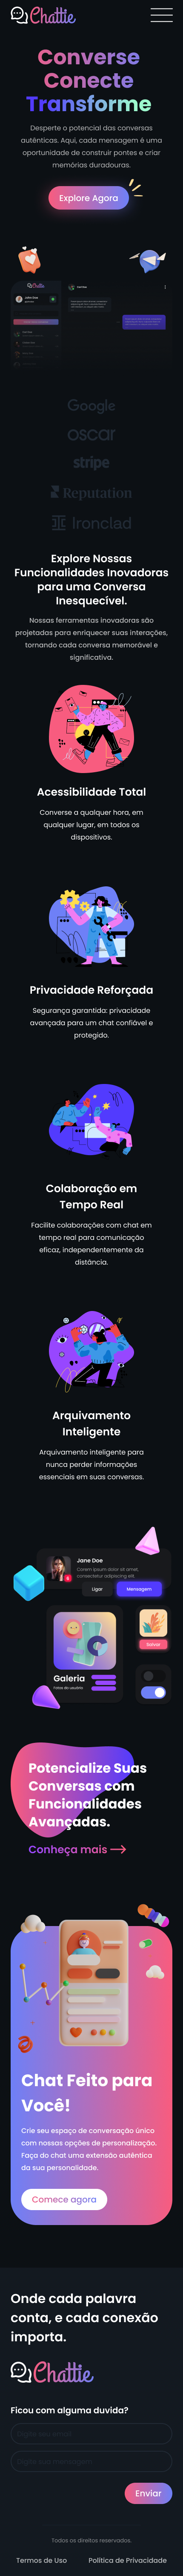 Chattie
Converse
Conecte
Transforme
Desperte o potencial das conversas
autênticas. Aqui, cada mensagem é uma
oportunidade de construir pontes e criar
memórias duradouras.
Explore Agora
Chattie
John Doe
Google
oscar
stripe
Reputation
Ironclad
Explore Nossas
Funcionalidades Inovadoras
para uma Conversa
Inesquecível.
Nossas ferramentas inovadoras são
projetadas para enriquecer suas interações,
tornando cada conversa memorável e
significativa.
Acessibilidade Total
Converse a qualquer hora, em
qualquer lugar, em todos os
dispositivos.
Privacidade Reforçada
Segurança garantida: privacidade
avançada para um chat confiável e
protegido.
Colaboração em
Tempo Real
Facilite colaborações com chat em
tempo real para comunicação
eficaz, independentemente da
distância.
Arquivamento
Inteligente
Arquivamento inteligente para
nunca perder informações
essenciais em suas conversas.
Jane Doe
Lorem ipsum dolor sit amet,
consectetur adipiscing elit.
Ligar
Mensagem
Galeria
Fotos de usuário
Salvar
Potencialize Suas
Conversas com
Funcionalidades
Avançadas.
Conheça mais
Chat Feito para
Você!
Crie seu espaço de conversação único
com nossas opções de personalização.
Faça do chat uma extensão autêntica
da sua personalidade.
Comece agora
Onde cada palavra
conta, e cada conexão
importa.
Chattie
Ficou com alguma duvida?
Digite seu email
Digite sua mensagem
Enviar
Todos os direitos reservados.
Termos de Uso
Política de Privacidade